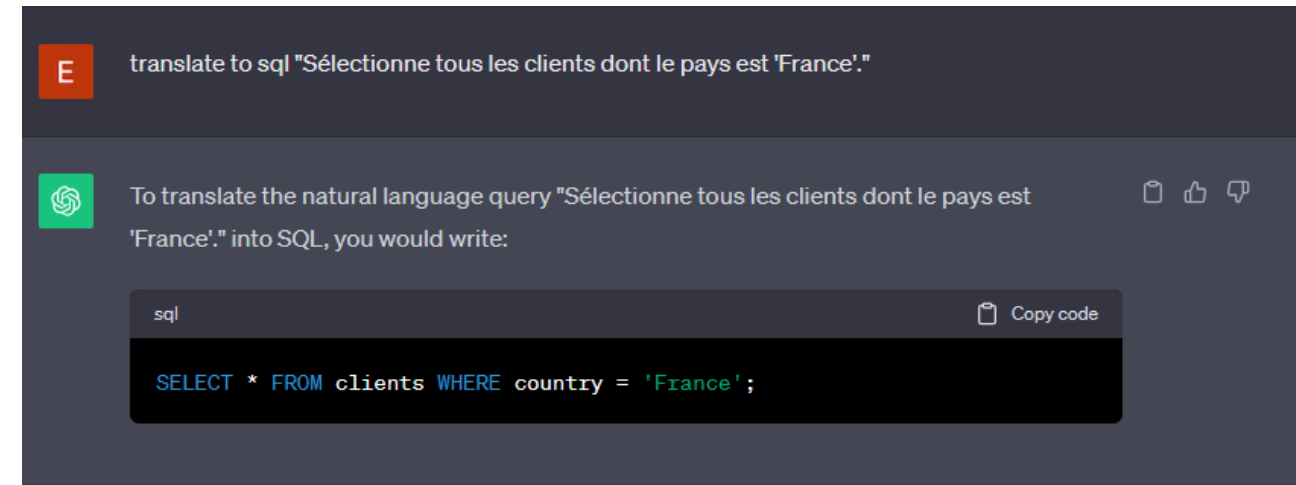 E
translate to sql "Sélectionne tous les clients dont le pays est 'France'."
To translate the natural language query "Sélectionne tous les clients dont le pays est
'France'." into SQL, you would write:
sql Copy code
SELECT * FROM clients WHERE country = 'France';